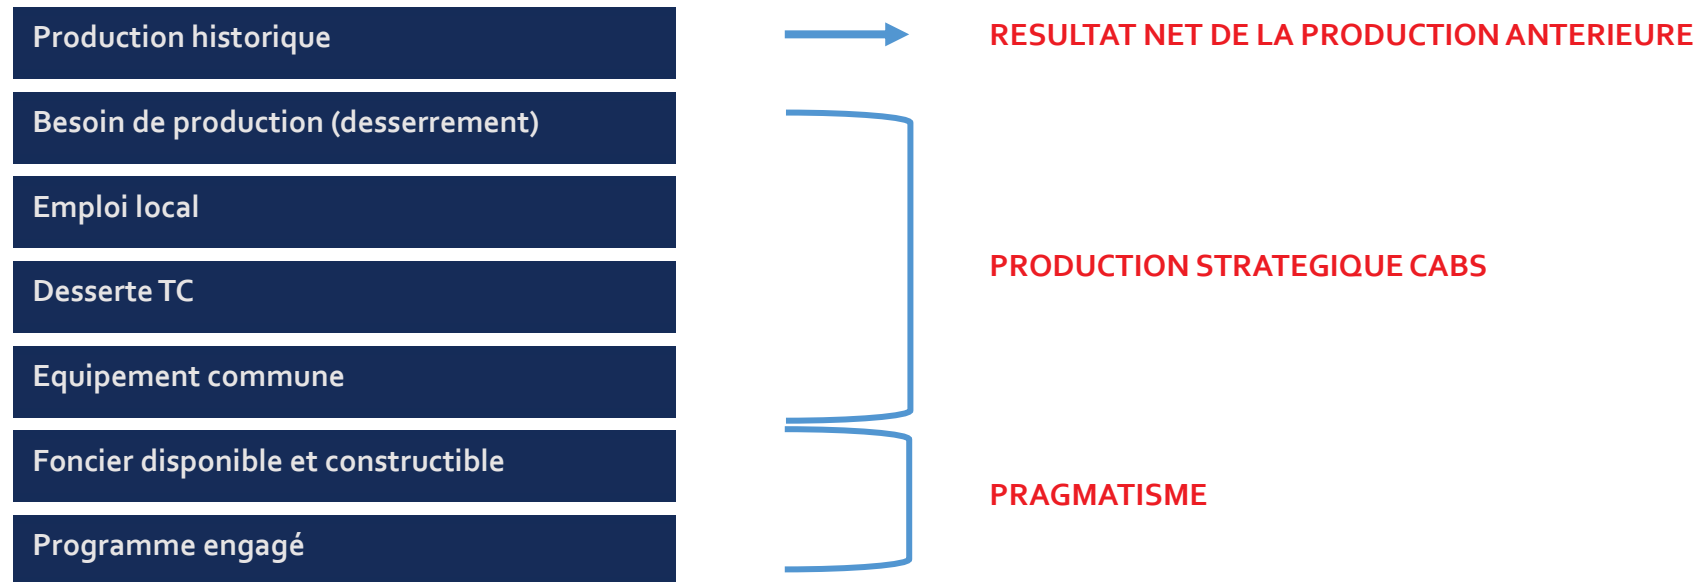 Production historique
RESULTAT NET DE LA PRODUCTION ANTERIEURE
Besoin de production (desserrement)
Emploi local
Desserte TC
Equipement commune
PRODUCTION STRATEGIQUE CABS
Foncier disponible et constructible
Programme engagé
PRAGMATISME